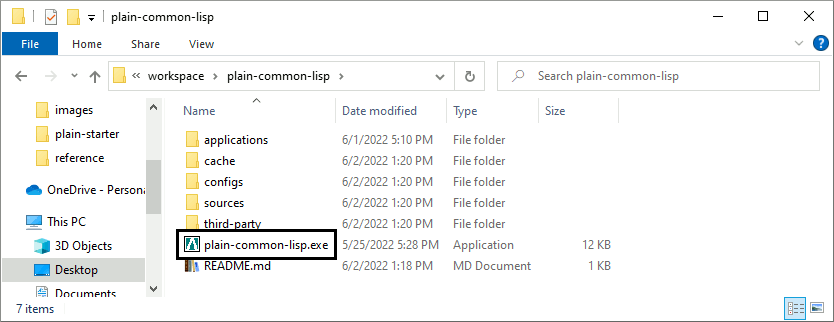 plain-common-lisp
File Home Share View
workspace plain-common-lisp Search plain-common-lisp
images
plain-starter
reference
OneDrive - Persona
This PC
3D Objects
Desktop
Documents
Name Date modified Type Size
applications 6/1/2022 5:10 PM File folder
cache 6/2/2022 1:20 PM File folder
configs 6/2/2022 1:20 PM File folder
sources 6/2/2022 1:20 PM File folder
third-party 6/2/2022 1:20 PM File folder
plain-common-lisp.exe 5/25/2022 5:28 PM Application 12 KB
README.md 6/2/2022 1:18 PM MD Document 1 KB
7 items